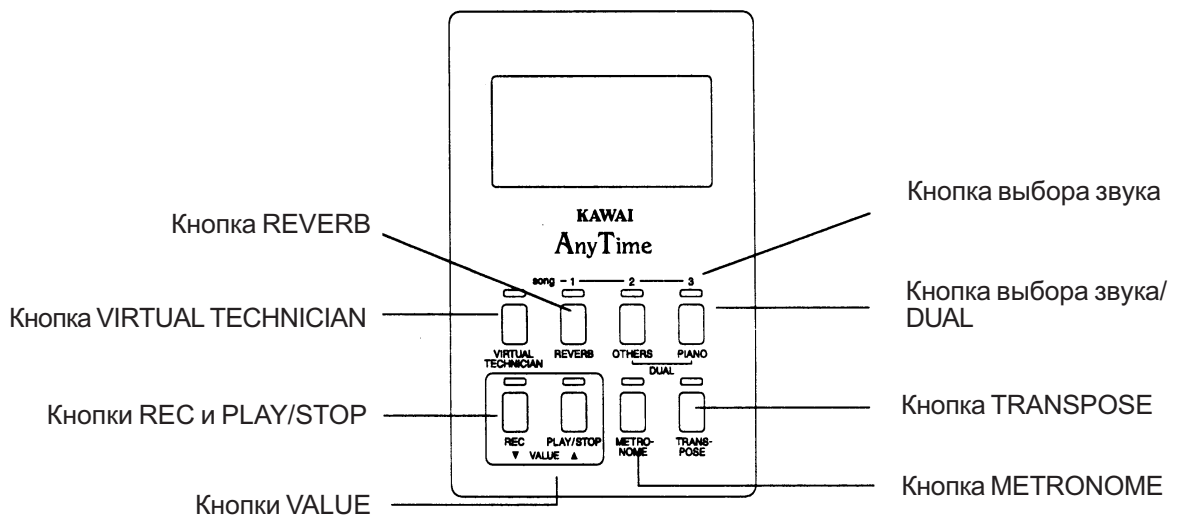 Кнопка выбора звука
Кнопка REVERB
KAWAI
AnyTime
song 1 2 3
Кнопка выбора звука/
DUAL
Кнопка VIRTUAL TECHNICIAN
VIRTUAL
TECHNICIAN
REVERB
OTHERS
PIANO
DUAL
Кнопки REC и PLAY/STOP
Кнопка TRANSPOSE
REC
PLAY/STOP
METRO-
NOME
TRANS-
POSE
▼ VALUE ▲
Кнопка METRONOME
Кнопки VALUE